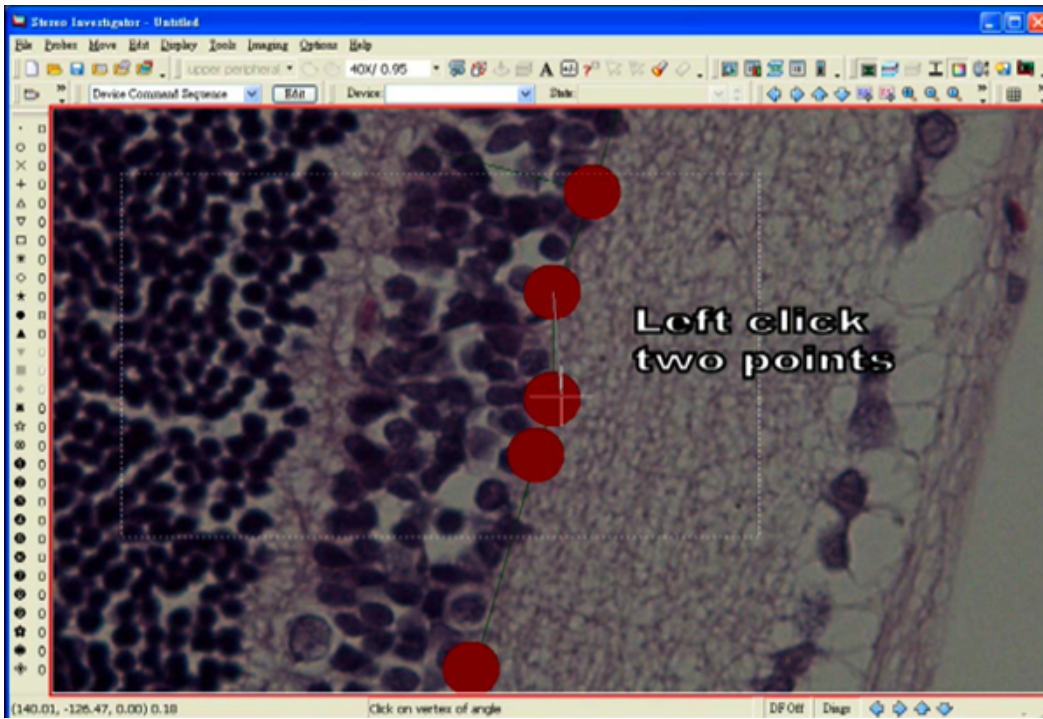 Stereo Investigator - Untitled
File Probes Move Edit Display Tools Imaging Options Help
upper peripheral 40X/ 0.95
Device Command Sequence Edit Device: State:
Left click
two points
(140.01, -126.47, 0.00) 0.18 Click on vertex of angle DF Off Diags